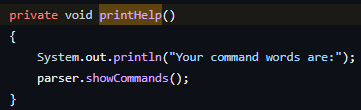 private void printHelp()
{
    System.out.println("Your command words are:");
    parser.showCommands();
}